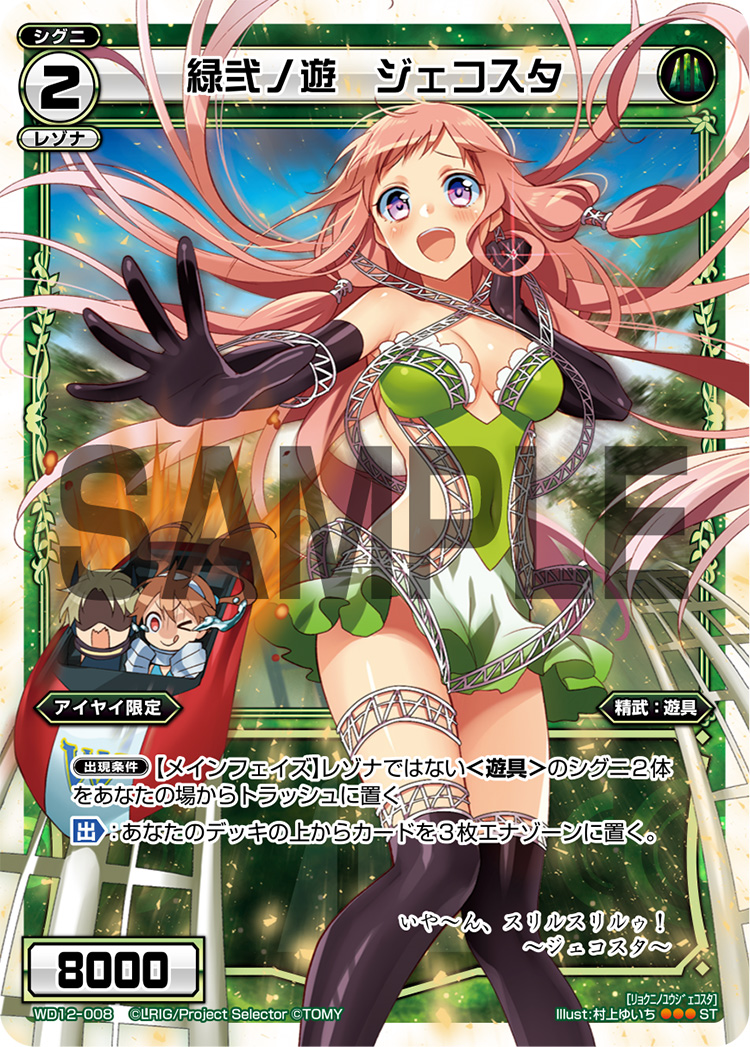 シグニ
2
レゾナ
緑弐ノ遊　ジェコスタ
SAMPLE
アイヤイ限定
精武：遊具
出現条件 【メインフェイズ】レゾナではない＜遊具＞のシグニ２体
をあなたの場からトラッシュに置く
出：あなたのデッキの上からカードを３枚エナゾーンに置く。
いや～ん、スリルスリルゥ！
～ジェコスタ～
8000
[リョクニノユウジェコスタ]
WD12-008 ©LRIG/Project Selector ©TOMY
Illust:村上ゆいち ST